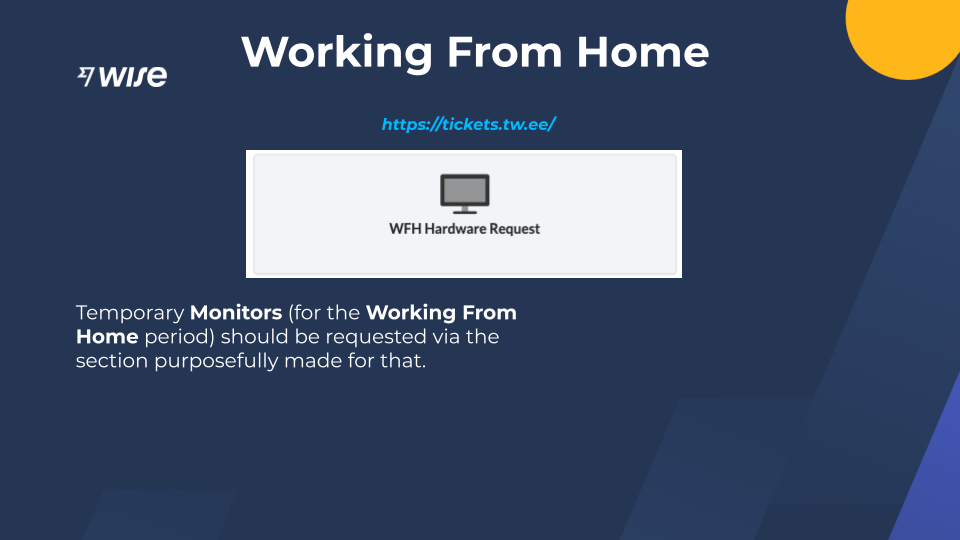 Working From Home
wise
https://tickets.tw.ee/
WFH Hardware Request
Temporary Monitors (for the Working From
Home period) should be requested via the
section purposefully made for that.